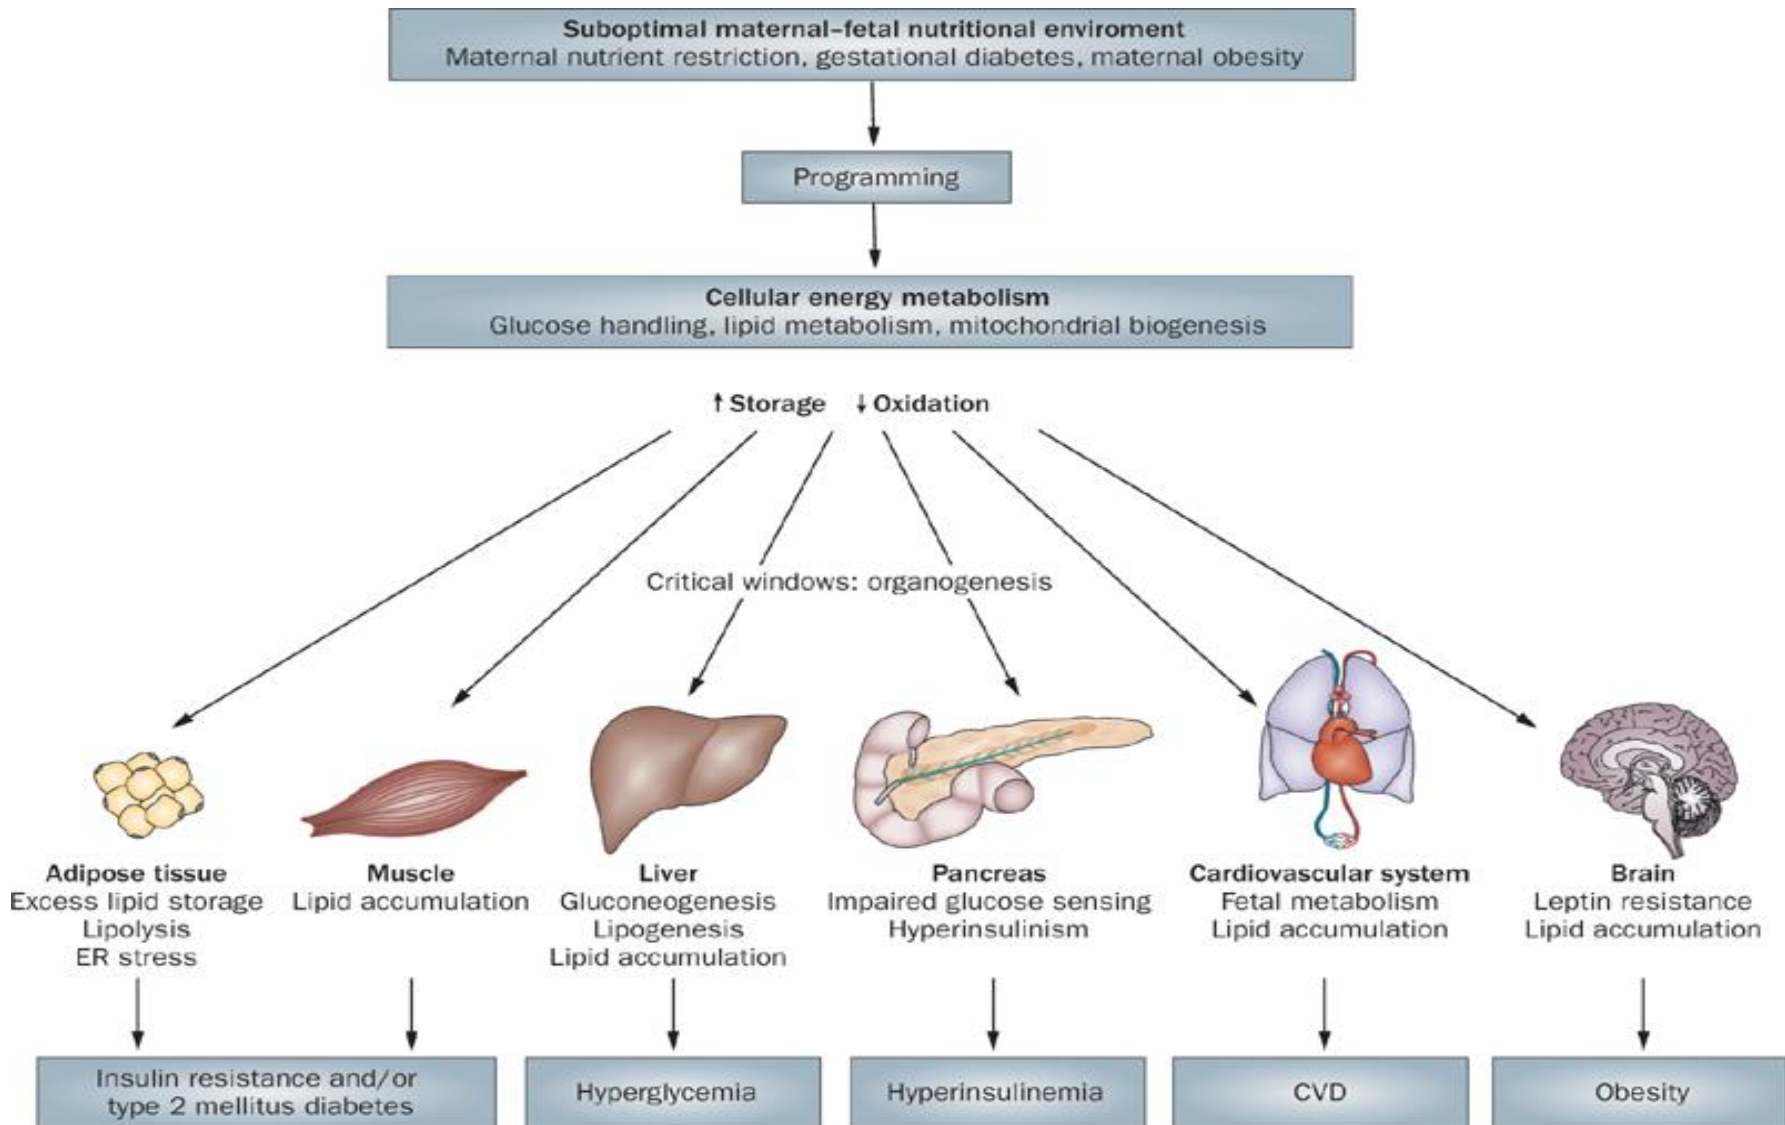 Suboptimal maternal–fetal nutritional enviroment
Maternal nutrient restriction, gestational diabetes, maternal obesity
Programming
Cellular energy metabolism
Glucose handling, lipid metabolism, mitochondrial biogenesis
↑ Storage ↓ Oxidation
Critical windows: organogenesis
Adipose tissue
Excess lipid storage
Lipolysis
ER stress
Muscle
Lipid accumulation
Liver
Gluconeogenesis
Lipogenesis
Lipid accumulation
Pancreas
Impaired glucose sensing
Hyperinsulinism
Cardiovascular system
Fetal metabolism
Lipid accumulation
Brain
Leptin resistance
Lipid accumulation
Insulin resistance and/or
type 2 mellitus diabetes
Hyperglycemia
Hyperinsulinemia
CVD
Obesity